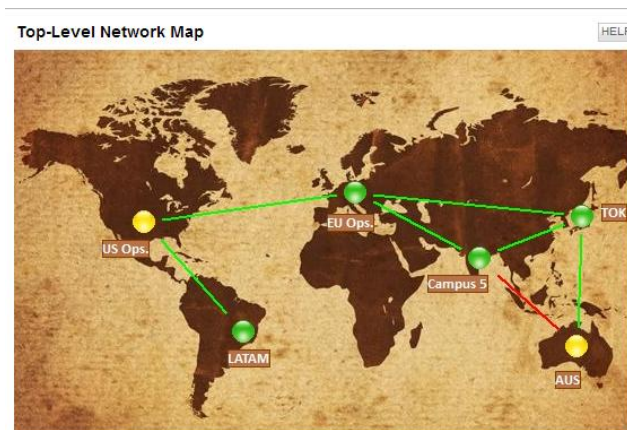 Top-Level Network Map
HELP
TOK
EU Ops.
US Ops.
Campus 5
LATAM
AUS